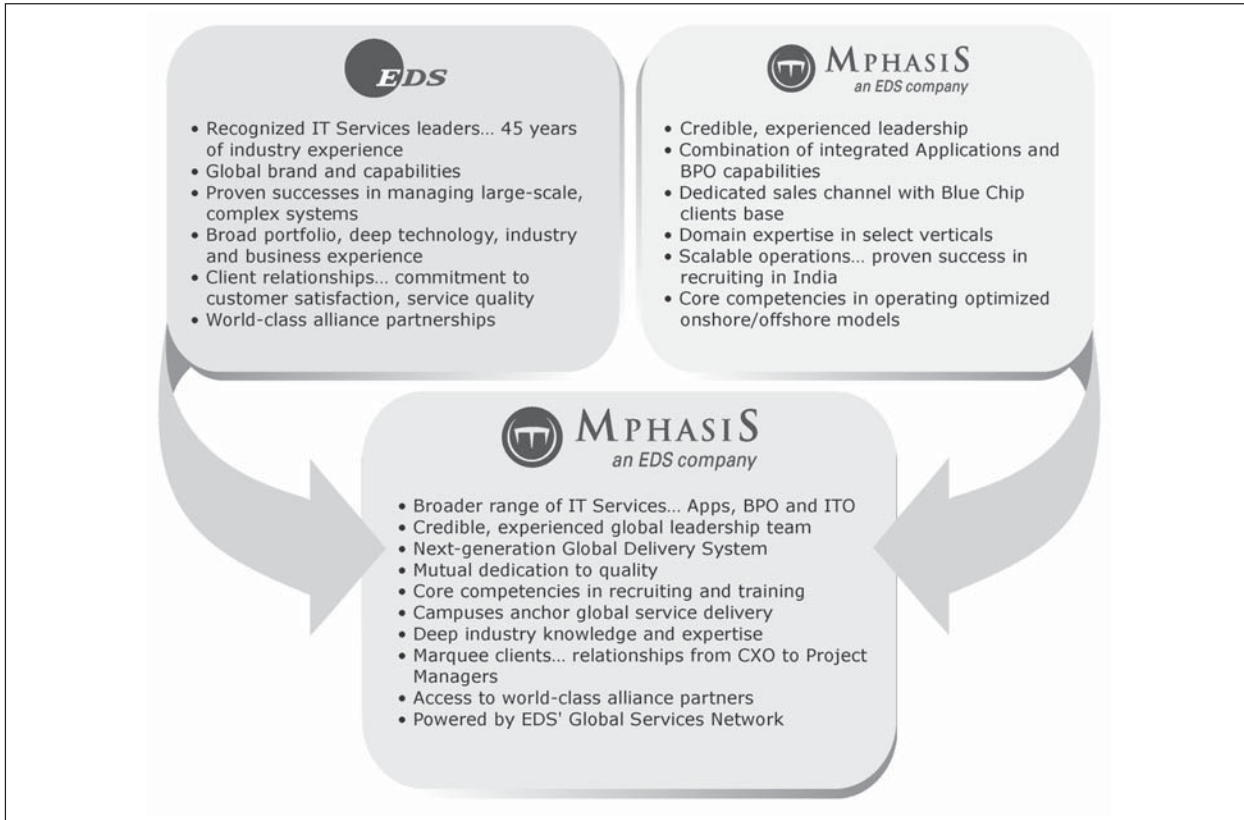 EDS
• Recognized IT Services leaders... 45 years
of industry experience
• Global brand and capabilities
• Proven successes in managing large-scale,
complex systems
• Broad portfolio, deep technology, industry
and business experience
• Client relationships... commitment to
customer satisfaction, service quality
• World-class alliance partnerships
MPHASIS
an EDS company
• Credible, experienced leadership
• Combination of integrated Applications and
BPO capabilities
• Dedicated sales channel with Blue Chip
clients base
• Domain expertise in select verticals
• Scalable operations... proven success in
recruiting in India
• Core competencies in operating optimized
onshore/offshore models
MPHASIS
an EDS company
• Broader range of IT Services... Apps, BPO and ITO
• Credible, experienced global leadership team
• Next-generation Global Delivery System
• Mutual dedication to quality
• Core competencies in recruiting and training
• Campuses anchor global service delivery
• Deep industry knowledge and expertise
• Marquee clients... relationships from CXO to Project
Managers
• Access to world-class alliance partners
• Powered by EDS' Global Services Network